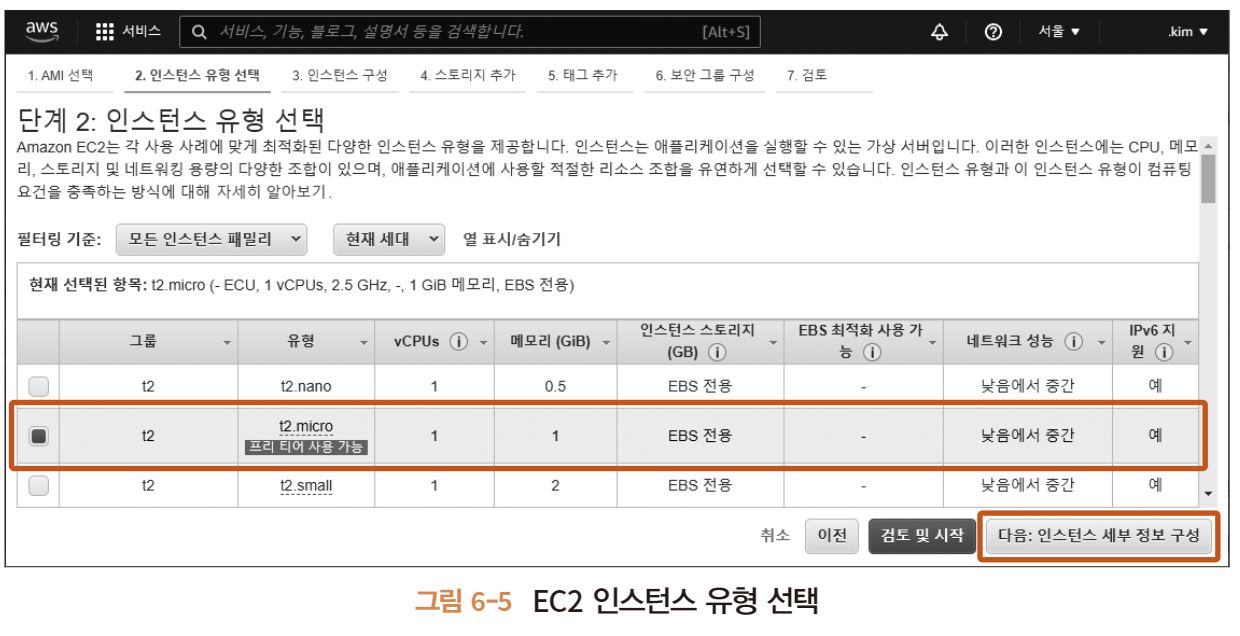 aws 서비스 서비스, 기능, 블로그, 설명서 등을 검색합니다. [Alt+S] 서울 ▼ .kim ▼
1. AMI 선택 2. 인스턴스 유형 선택 3. 인스턴스 구성 4. 스토리지 추가 5. 태그 추가 6. 보안 그룹 구성 7. 검토
단계 2: 인스턴스 유형 선택
Amazon EC2는 각 사용 사례에 맞게 최적화된 다양한 인스턴스 유형을 제공합니다. 인스턴스는 애플리케이션을 실행할 수 있는 가상 서버입니다. 이러한 인스턴스에는 CPU, 메모
리, 스토리지 및 네트워킹 용량의 다양한 조합이 있으며, 애플리케이션에 사용할 적절한 리소스 조합을 유연하게 선택할 수 있습니다. 인스턴스 유형과 이 인스턴스 유형이 컴퓨팅
요건을 충족하는 방식에 대해 자세히 알아보기.
필터링 기준: 모든 인스턴스 패밀리 현재 세대 열 표시/숨기기
현재 선택된 항목: t2.micro (- ECU, 1 vCPUs, 2.5 GHz, -, 1 GiB 메모리, EBS 전용)
그룹 유형 vCPUs ⓘ 메모리 (GiB) 인스턴스 스토리지 (GB) ⓘ EBS 최적화 사용 가능 ⓘ 네트워크 성능 ⓘ IPv6 지원 ⓘ
t2 t2.nano 1 0.5 EBS 전용 - 낮음에서 중간 예
t2 t2.micro 1 1 EBS 전용 - 낮음에서 중간 예
프리 티어 사용 가능
t2 t2.small 1 2 EBS 전용 - 낮음에서 중간 예
취소 이전 검토 및 시작 다음: 인스턴스 세부 정보 구성
그림 6-5 EC2 인스턴스 유형 선택